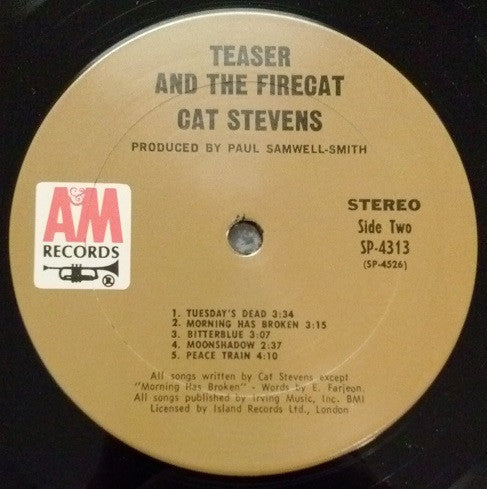 TEASER
AND THE FIRECAT
CAT STEVENS
PRODUCED BY PAUL SAMWELL-SMITH
A&M
RECORDS
®
STEREO
Side Two
SP-4313
(SP-4526)
1. TUESDAY'S DEAD 3:34
2. MORNING HAS BROKEN 3:15
3. BITTERBLUE 3:07
4. MOONSHADOW 2:37
5. PEACE TRAIN 4:10
All songs written by Cat Stevens except
"Morning Has Broken" - Words by E. Farjeon.
All songs published by Irving Music, Inc. BMI
Licensed by Island Records Ltd., London